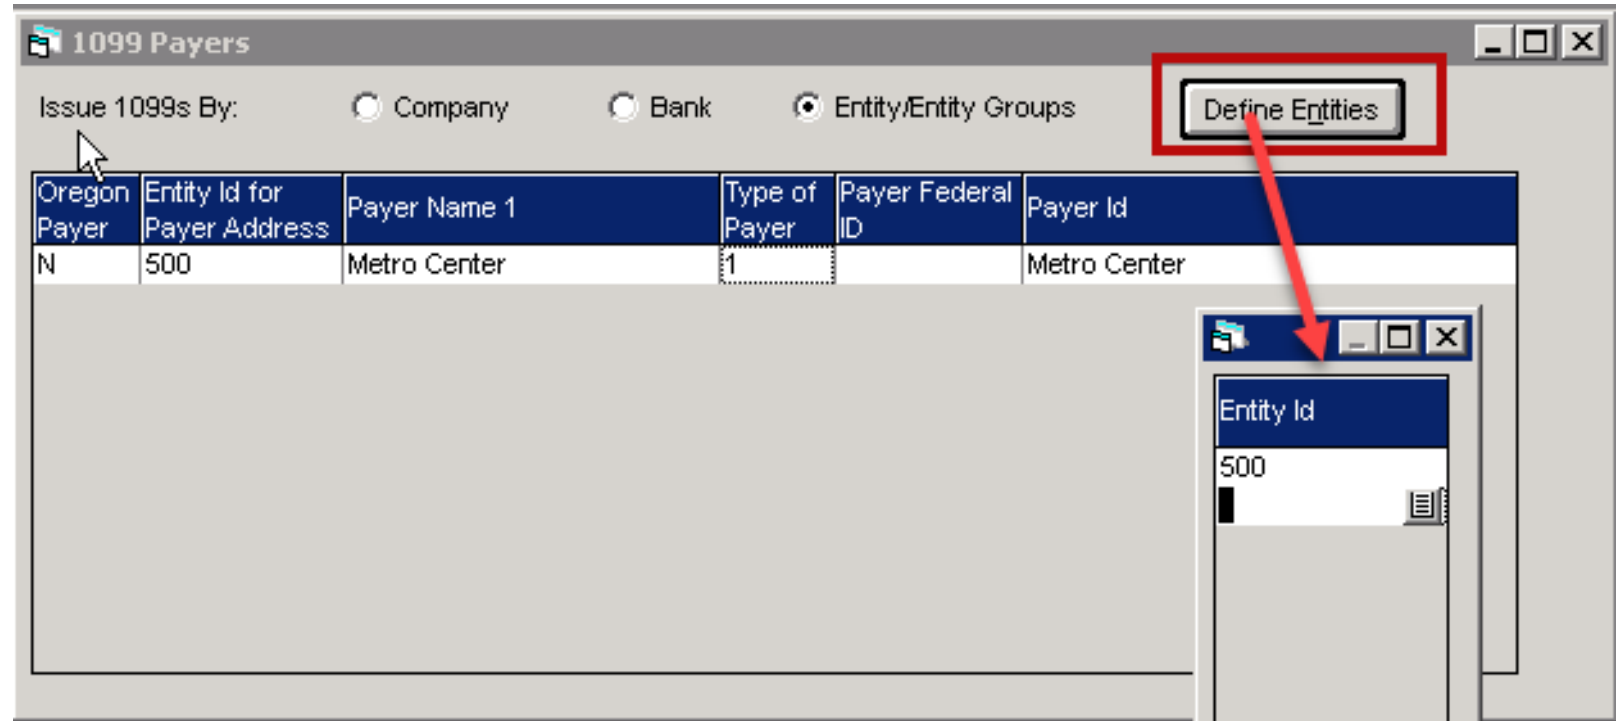 1099 Payers
Issue 1099s By: Company Bank Entity/Entity Groups Define Entities
Oregon Payer Entity Id for Payer Address Payer Name 1 Type of Payer Payer Federal ID Payer Id
N 500 Metro Center 1 Metro Center
Entity Id
500